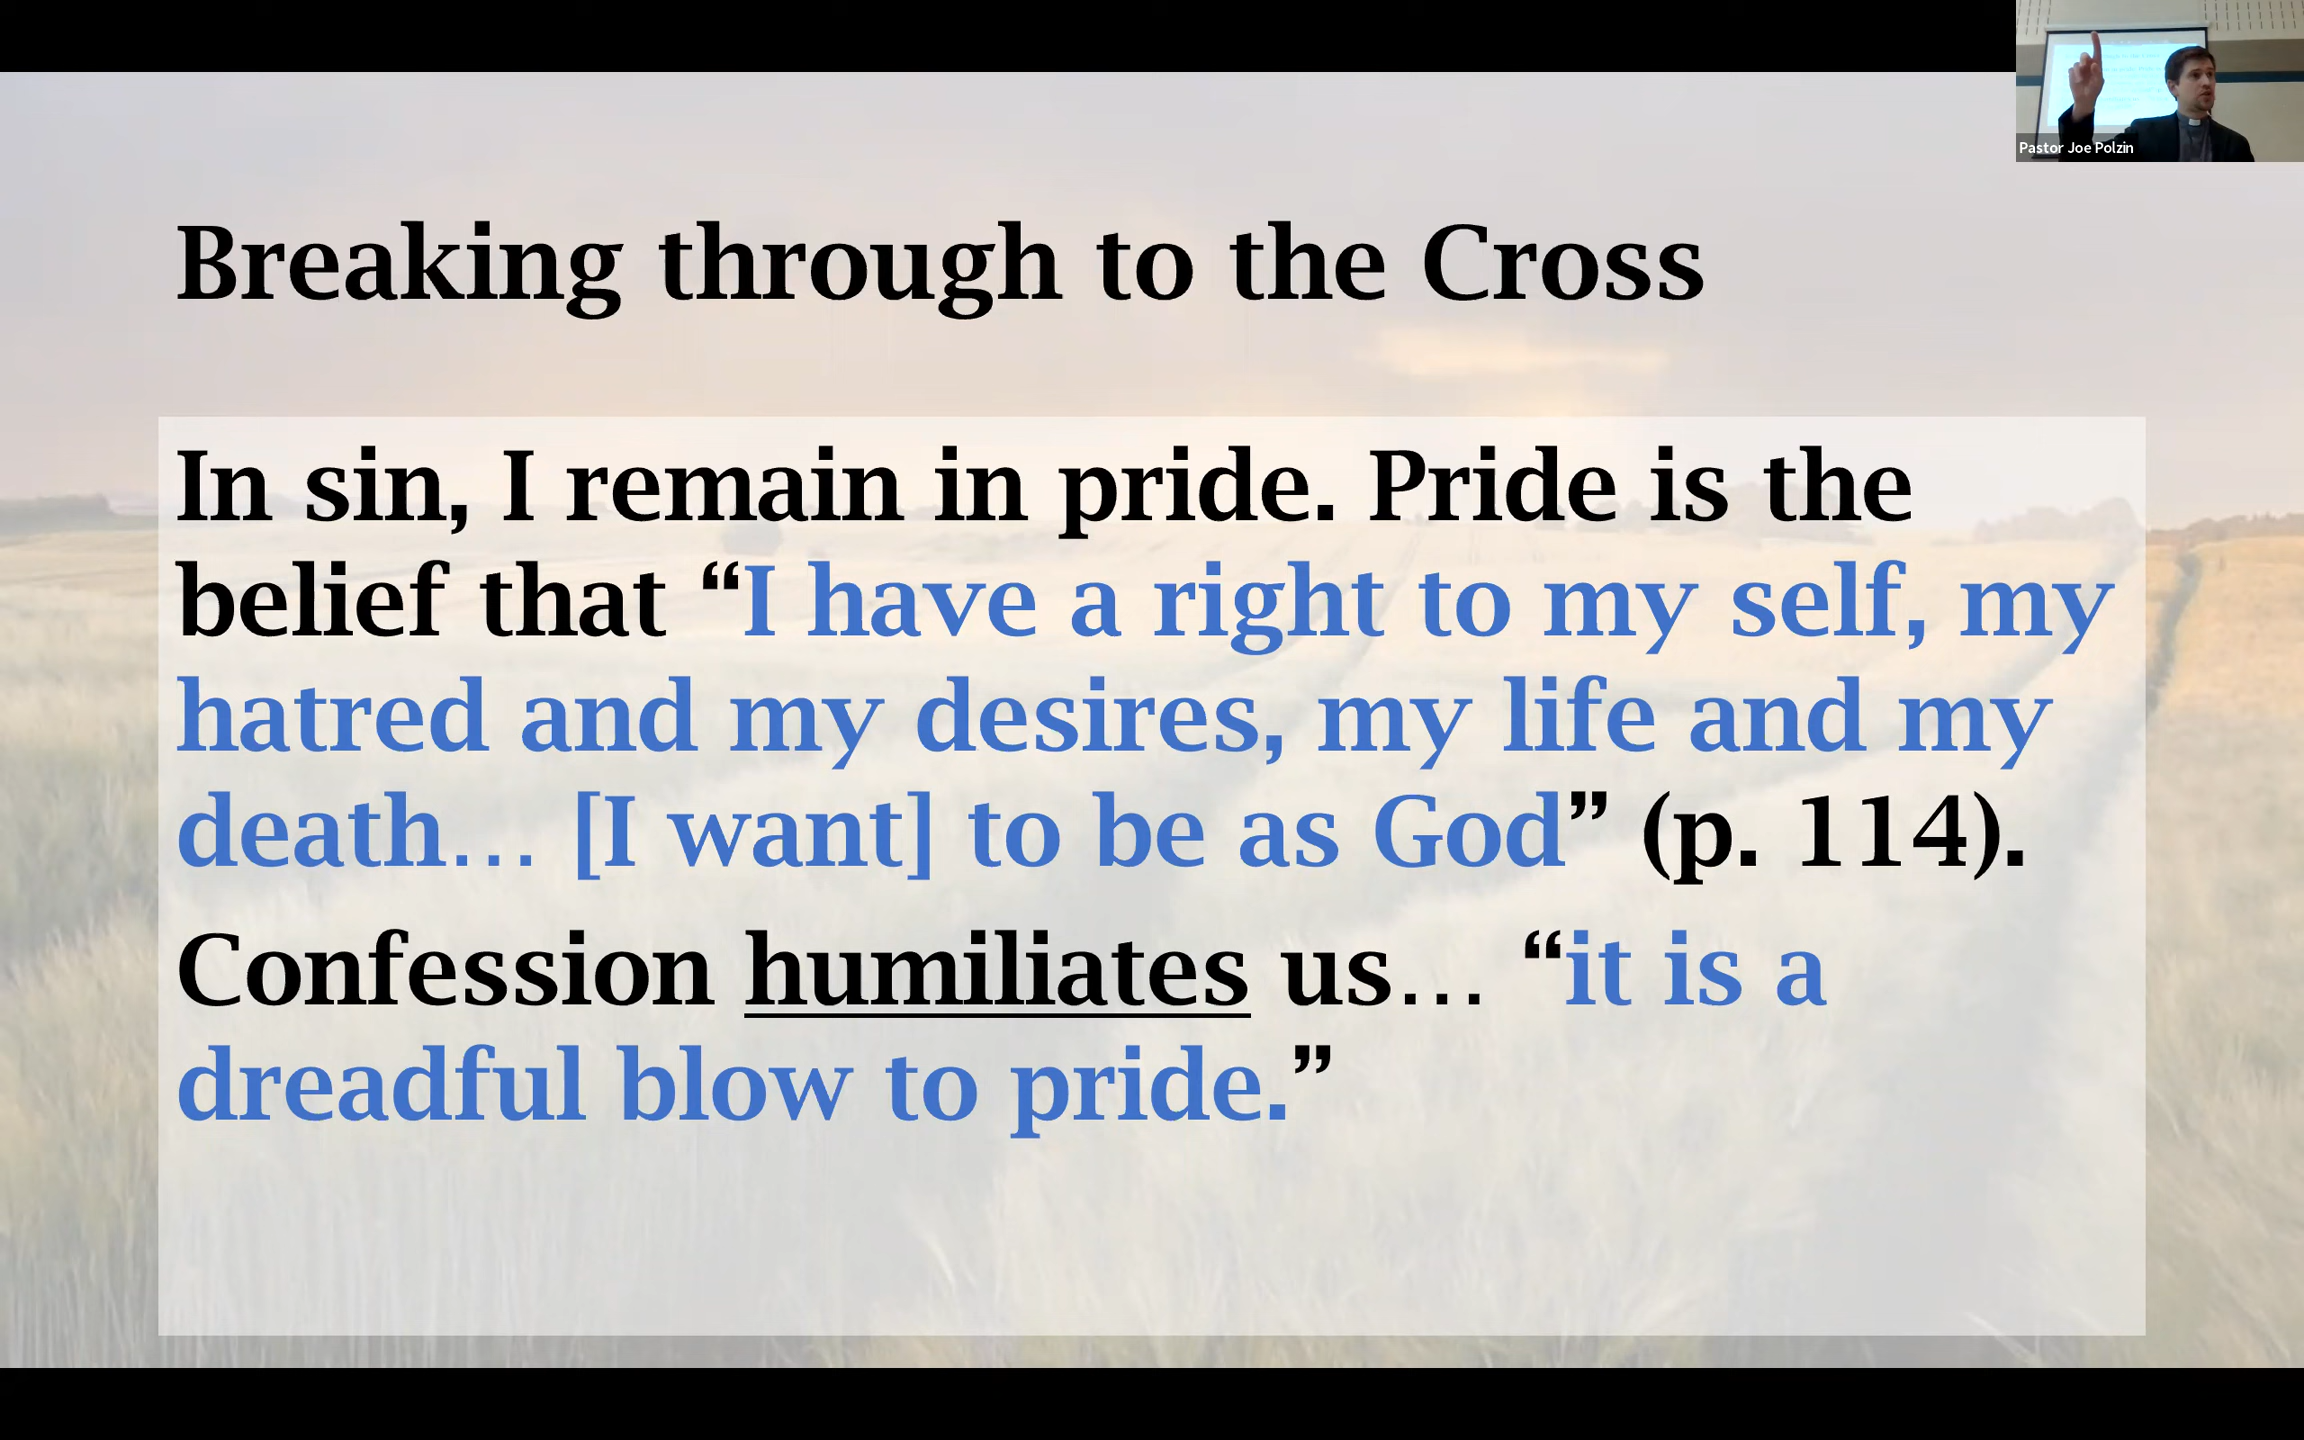 Pastor Joe Polzin
Breaking through to the Cross
In sin, I remain in pride. Pride is the
belief that “I have a right to my self, my
hatred and my desires, my life and my
death… [I want] to be as God” (p. 114).
Confession humiliates us… “it is a
dreadful blow to pride.”